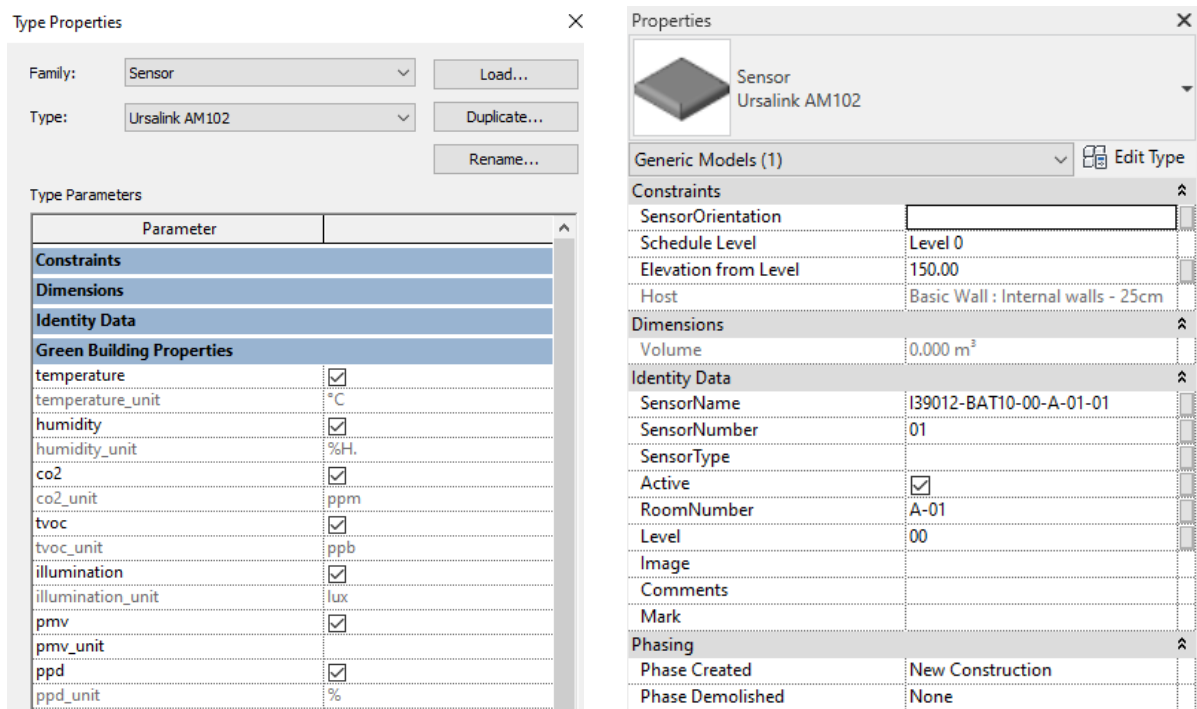 Type Properties
Family: Sensor Load...
Type: Ursalink AM102 Duplicate...
Rename...
Type Parameters
Parameter
Constraints
Dimensions
Identity Data
Green Building Properties
temperature
temperature_unit °C
humidity
humidity_unit %H.
co2
co2_unit ppm
tvoc
tvoc_unit ppb
illumination
illumination_unit lux
pmv
pmv_unit
ppd
ppd_unit %
Properties
Sensor
Ursalink AM102
Generic Models (1) Edit Type
Constraints
SensorOrientation
Schedule Level Level 0
Elevation from Level 150.00
Host Basic Wall : Internal walls - 25cm
Dimensions
Volume 0.000 m³
Identity Data
SensorName I39012-BAT10-00-A-01-01
SensorNumber 01
SensorType
Active
RoomNumber A-01
Level 00
Image
Comments
Mark
Phasing
Phase Created New Construction
Phase Demolished None